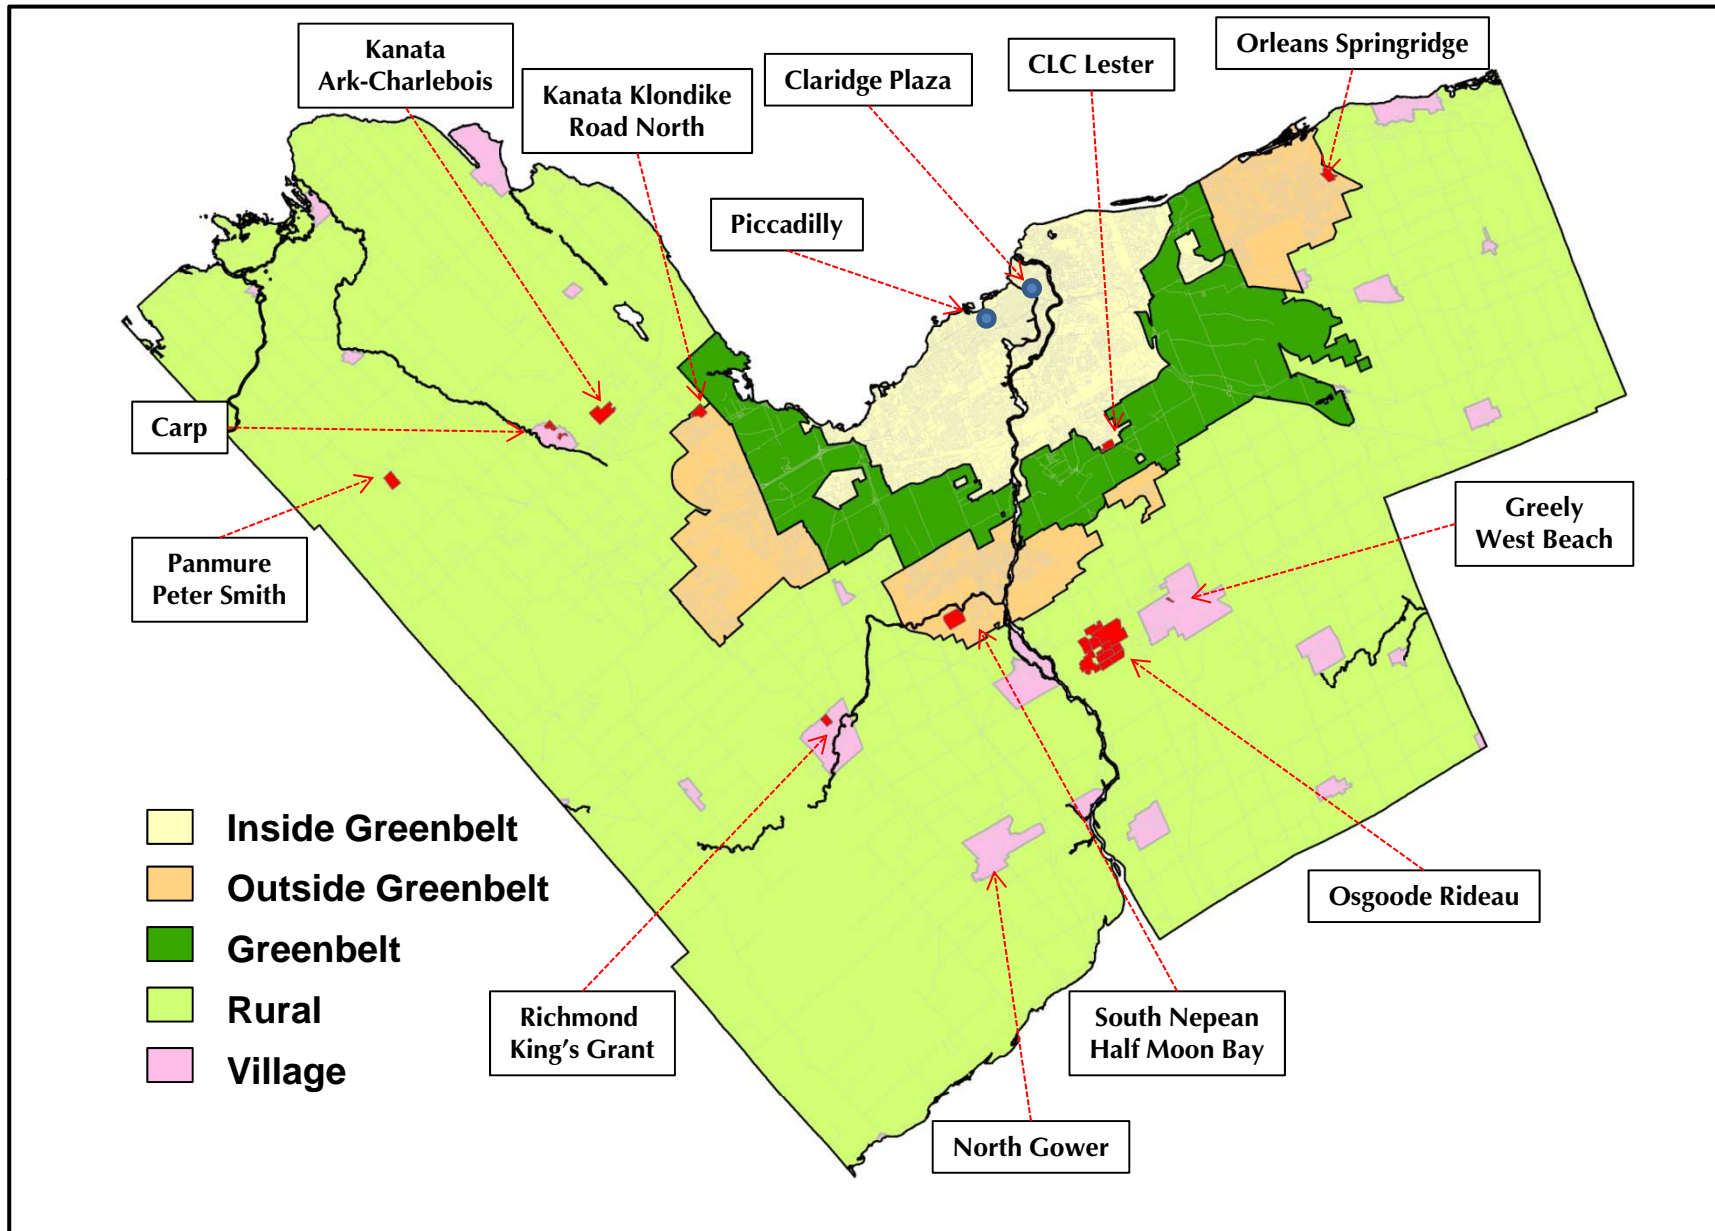 Kanata
Ark-Charlebois
Kanata Klondike
Road North
Claridge Plaza
CLC Lester
Orleans Springridge
Piccadilly
Carp
Panmure
Peter Smith
Greely
West Beach
Inside Greenbelt
Outside Greenbelt
Greenbelt
Rural
Village
Osgoode Rideau
Richmond
King's Grant
South Nepean
Half Moon Bay
North Gower